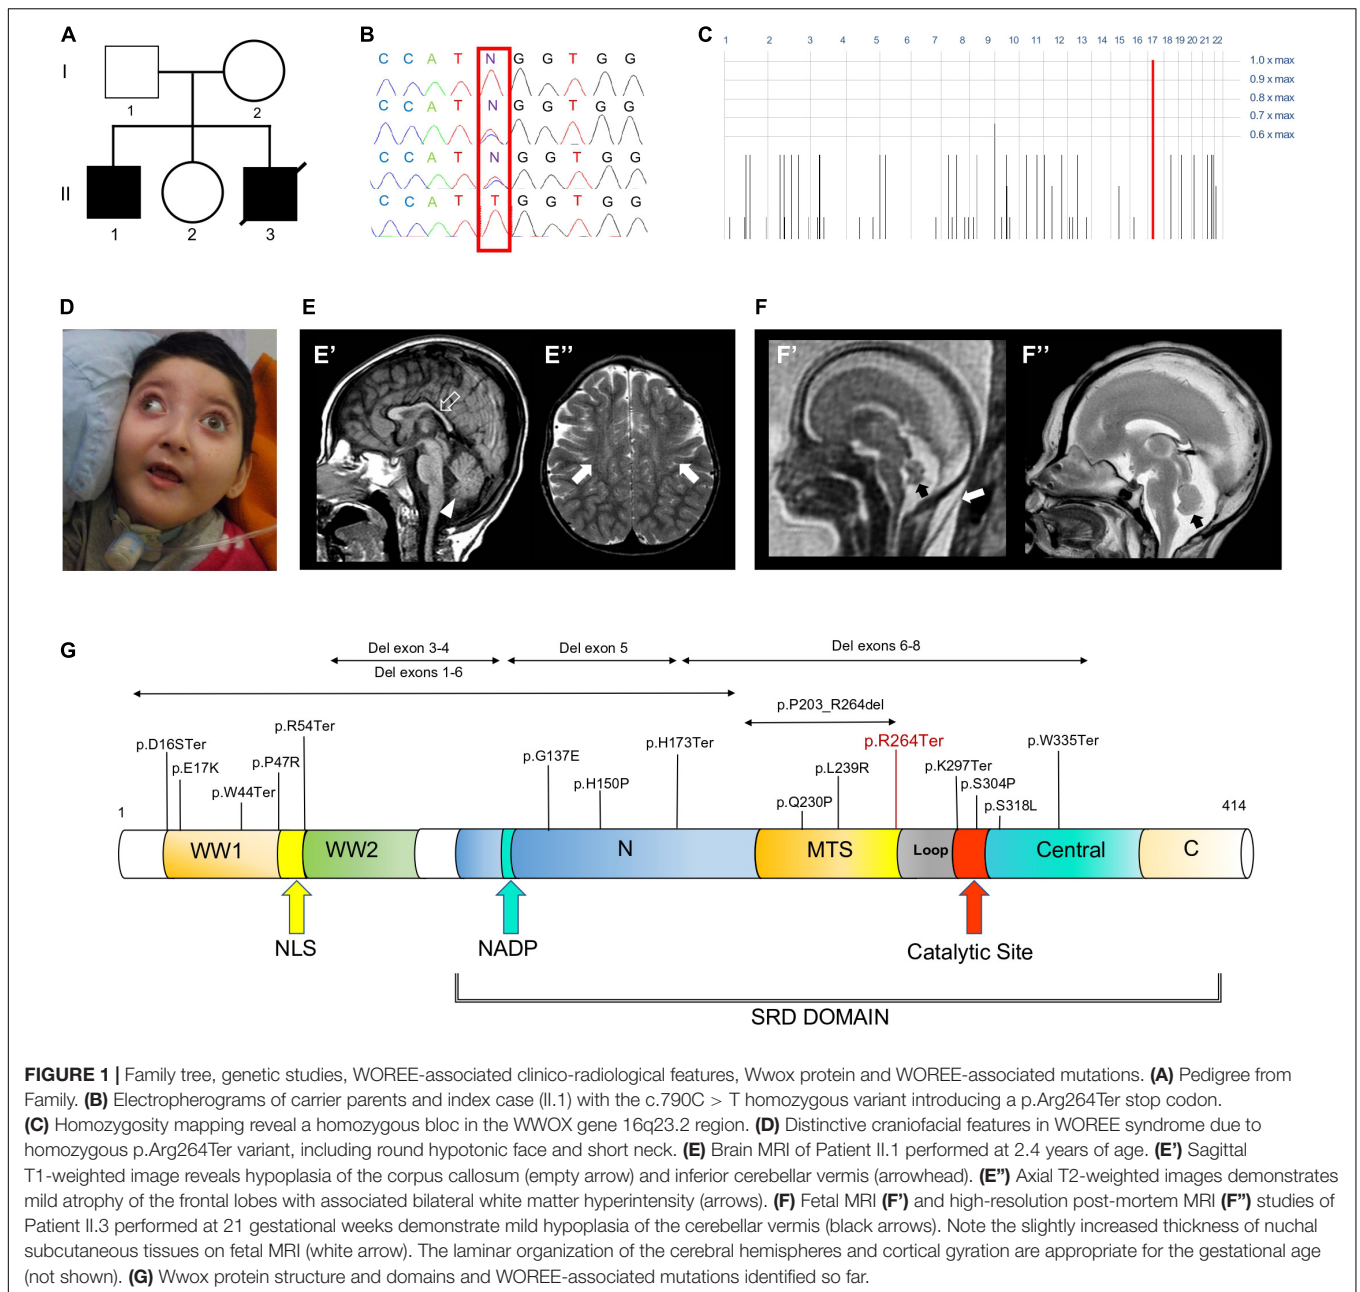 A
I
1
2
II
1
2
3
B
C C A T N G G T G G
C C A T N G G T G G
C C A T N G G T G G
C C A T T G G T G G
C
1 2 3 4 5 6 7 8 9 10 11 12 13 14 15 16 17 18 19 20 21 22
1.0 x max
0.9 x max
0.8 x max
0.7 x max
0.6 x max
D
E
E’
E’’
F
F’
F’’
G
Del exon 3-4
Del exon 5
Del exons 6-8
Del exons 1-6
p.P203_R264del
p.D16STer
p.E17K
p.W44Ter
p.P47R
p.R54Ter
p.G137E
p.H150P
p.H173Ter
p.Q230P
p.L239R
p.R264Ter
p.K297Ter
p.S304P
p.S318L
p.W335Ter
1
414
WW1
WW2
N
MTS
Loop
Central
C
NLS
NADP
Catalytic Site
SRD DOMAIN
FIGURE 1 | Family tree, genetic studies, WOREE-associated clinico-radiological features, Wwox protein and WOREE-associated mutations. (A) Pedigree from
Family. (B) Electropherograms of carrier parents and index case (II.1) with the c.790C > T homozygous variant introducing a p.Arg264Ter stop codon.
(C) Homozygosity mapping reveal a homozygous bloc in the WWOX gene 16q23.2 region. (D) Distinctive craniofacial features in WOREE syndrome due to
homozygous p.Arg264Ter variant, including round hypotonic face and short neck. (E) Brain MRI of Patient II.1 performed at 2.4 years of age. (E’) Sagittal
T1-weighted image reveals hypoplasia of the corpus callosum (empty arrow) and inferior cerebellar vermis (arrowhead). (E”) Axial T2-weighted images demonstrates
mild atrophy of the frontal lobes with associated bilateral white matter hyperintensity (arrows). (F) Fetal MRI (F’) and high-resolution post-mortem MRI (F”) studies of
Patient II.3 performed at 21 gestational weeks demonstrate mild hypoplasia of the cerebellar vermis (black arrows). Note the slightly increased thickness of nuchal
subcutaneous tissues on fetal MRI (white arrow). The laminar organization of the cerebral hemispheres and cortical gyration are appropriate for the gestational age
(not shown). (G) Wwox protein structure and domains and WOREE-associated mutations identified so far.